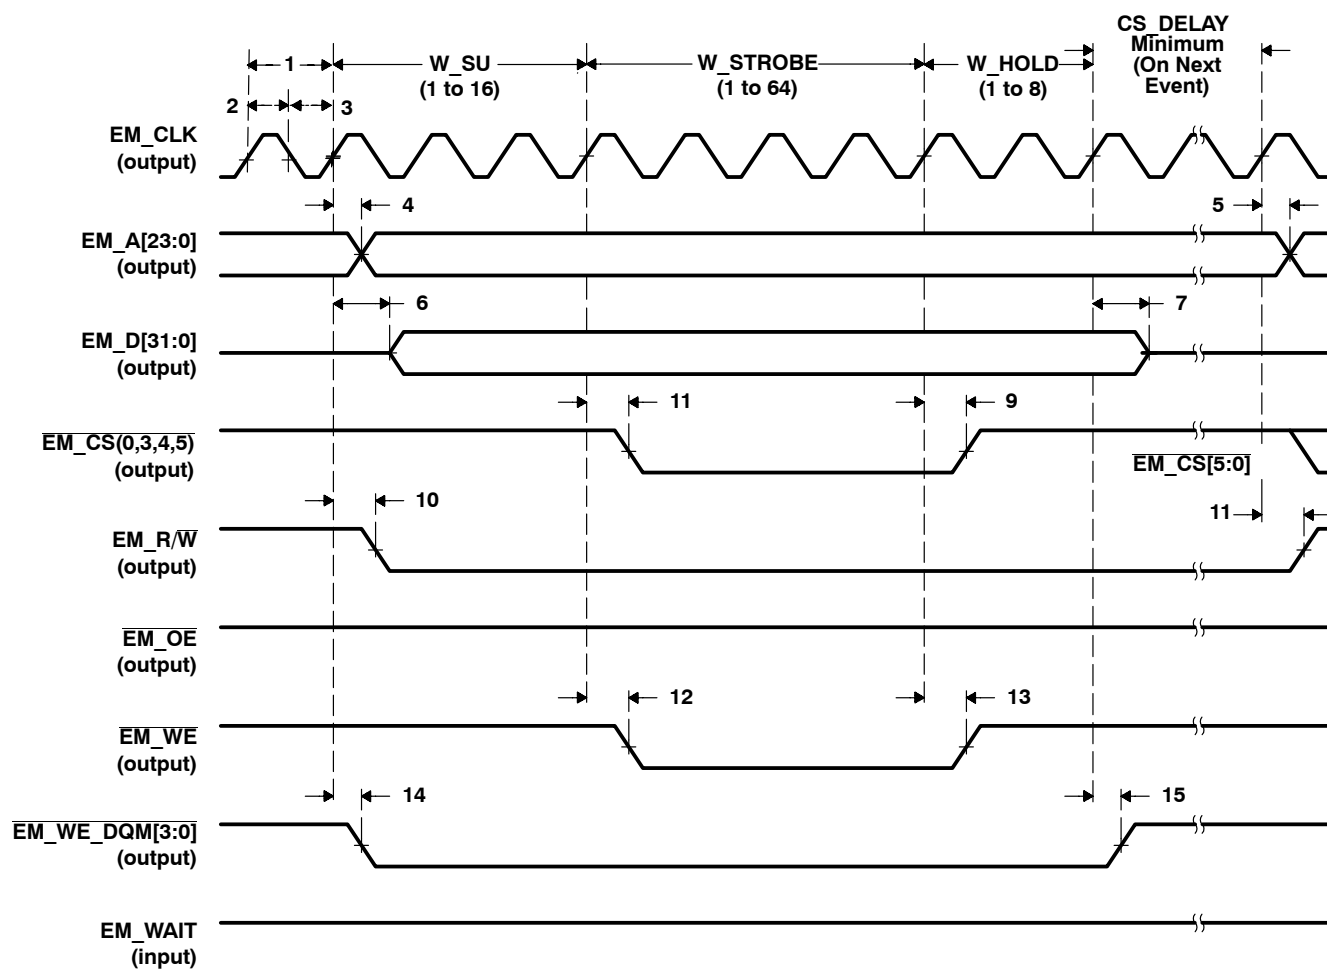 CS_DELAY
Minimum
(On Next
Event)
1
W_SU
(1 to 16)
W_STROBE
(1 to 64)
W_HOLD
(1 to 8)
2
3
EM_CLK
(output)
4
5
EM_A[23:0]
(output)
6
7
EM_D[31:0]
(output)
11
9
EM_CS(0,3,4,5)
(output)
EM_CS[5:0]
10
11
EM_R/W
(output)
EM_OE
(output)
12
13
EM_WE
(output)
14
15
EM_WE_DQM[3:0]
(output)
EM_WAIT
(input)